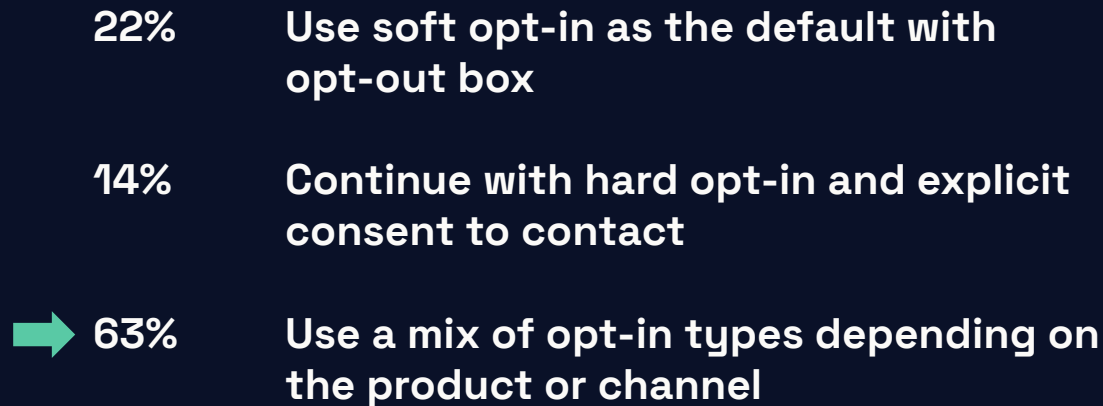 22% Use soft opt-in as the default with
opt-out box
14% Continue with hard opt-in and explicit
consent to contact
63% Use a mix of opt-in types depending on
the product or channel